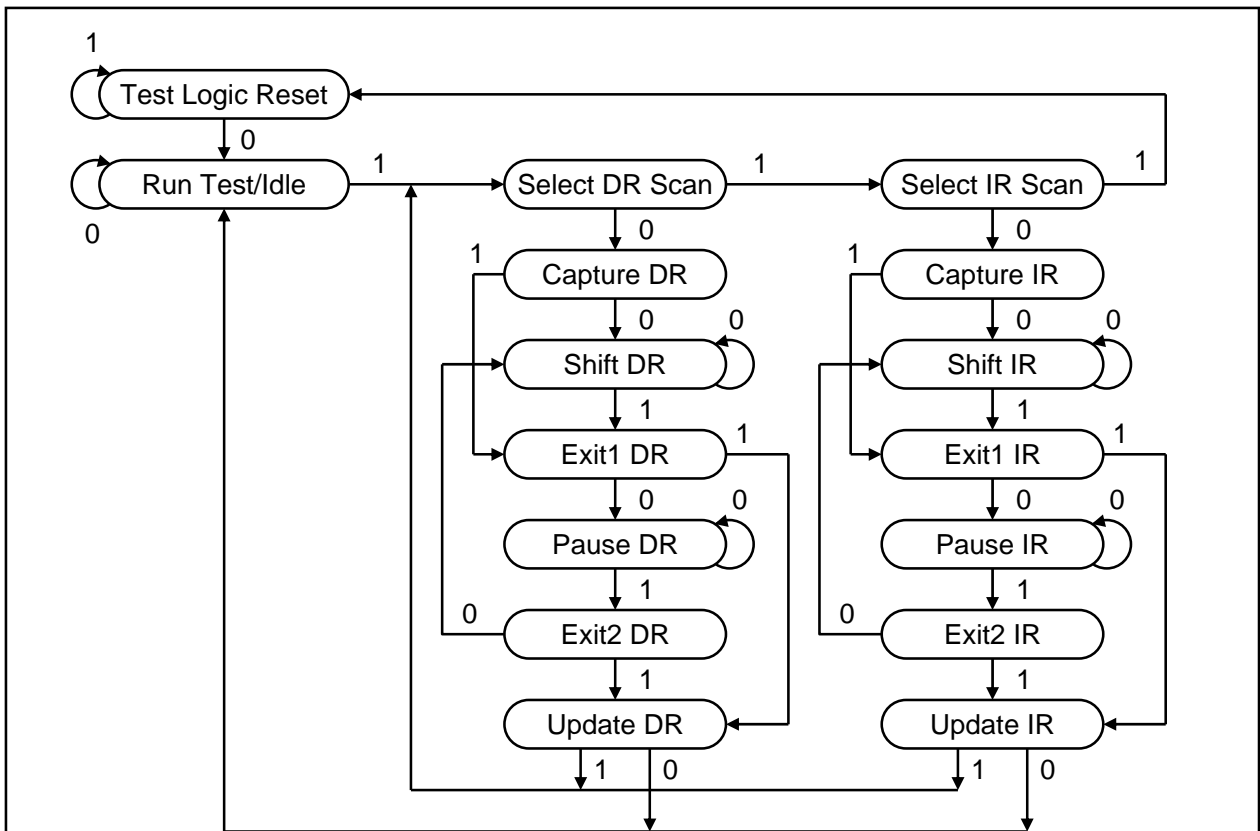 1
Test Logic Reset
0
Run Test/Idle
1
Select DR Scan
1
Select IR Scan
1
0
0
0
1
Capture DR
1
Capture IR
0
0
0
0
Shift DR
Shift IR
1
1
Exit1 DR
1
Exit1 IR
1
0
0
0
0
Pause DR
Pause IR
1
1
0
Exit2 DR
0
Exit2 IR
1
1
Update DR
Update IR
1
0
1
0